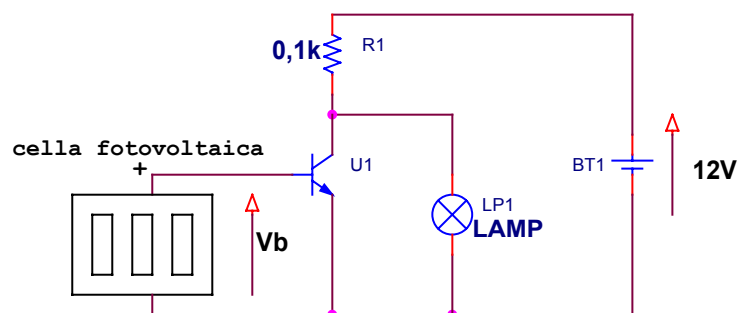 0,1k
R1
cella fotovoltaica
+
U1
BT1
12V
Vb
LP1
LAMP